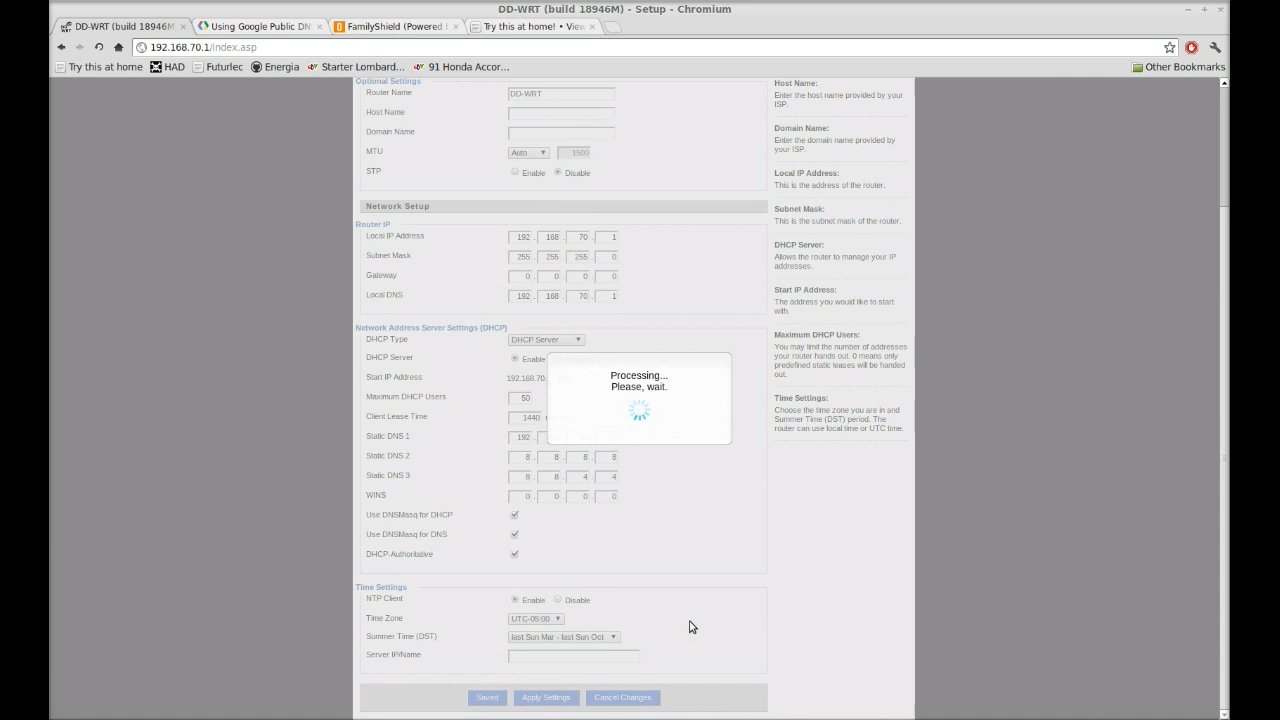 DD-WRT (build 18946M) - Setup - Chromium
DD-WRT (build 18946M)
Using Google Public DN
FamilyShield (Powered
Try this at home! • View
192.168.70.1/index.asp
Try this at home
HAD
Futurlec
Energia
Starter Lombard...
91 Honda Accor...
Other Bookmarks
Optional Settings
Router Name DD-WRT
Host Name
Domain Name
MTU Auto 1500
STP Enable Disable
Network Setup
Router IP
Local IP Address 192 . 168 . 70 . 1
Subnet Mask 255 . 255 . 255 . 0
Gateway 0 . 0 . 0 . 0
Local DNS 192 . 168 . 70 . 1
Network Address Server Settings (DHCP)
DHCP Type DHCP Server
DHCP Server Enable
Start IP Address 192.168.70.
Maximum DHCP Users 50
Client Lease Time 1440
Static DNS 1 192 .
Static DNS 2 8 . 8 . 8 . 8
Static DNS 3 8 . 8 . 4 . 4
WINS 0 . 0 . 0 . 0
Use DNSMasq for DHCP
Use DNSMasq for DNS
DHCP-Authoritative
Time Settings
NTP Client Enable Disable
Time Zone UTC-05:00
Summer Time (DST) last Sun Mar - last Sun Oct
Server IP/Name
Saved Apply Settings Cancel Changes
Processing...
Please, wait.
Host Name:
Enter the host name provided by your
ISP.
Domain Name:
Enter the domain name provided by
your ISP.
Local IP Address:
This is the address of the router.
Subnet Mask:
This is the subnet mask of the router.
DHCP Server:
Allows the router to manage your IP
addresses.
Start IP Address:
The address you would like to start
with.
Maximum DHCP Users:
You may limit the number of addresses
your router hands out. 0 means only
predefined static leases will be handed
out.
Time Settings:
Choose the time zone you are in and
Summer Time (DST) period. The
router can use local time or UTC time.